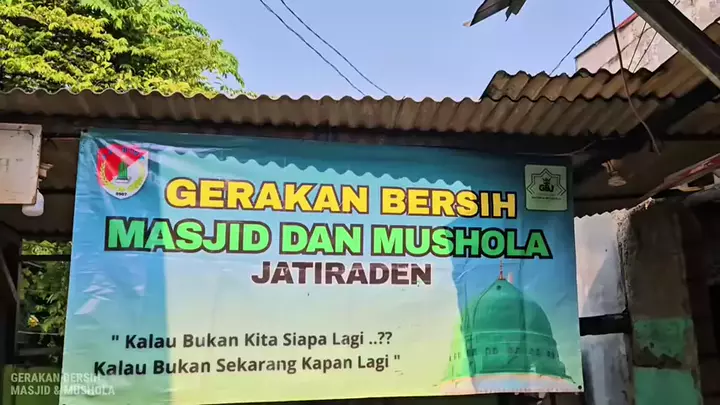 GERAKAN BERSIH
MASJID DAN MUSHOLA
JATIRADEN
" Kalau Bukan Kita Siapa Lagi ..??
Kalau Bukan Sekarang Kapan Lagi "
GERAKAN BERSIH
MASJID & MUSHOLA